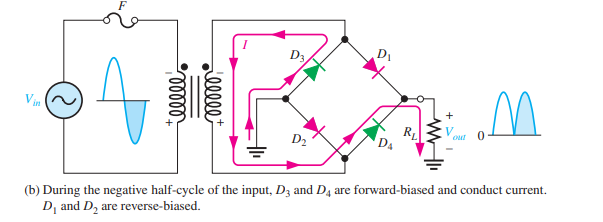 F
I
D3
D1
Vin
D2
D4
RL
+
Vout
0
–
–
–
+
+
(b) During the negative half-cycle of the input, D3 and D4 are forward-biased and conduct current.
D1 and D2 are reverse-biased.